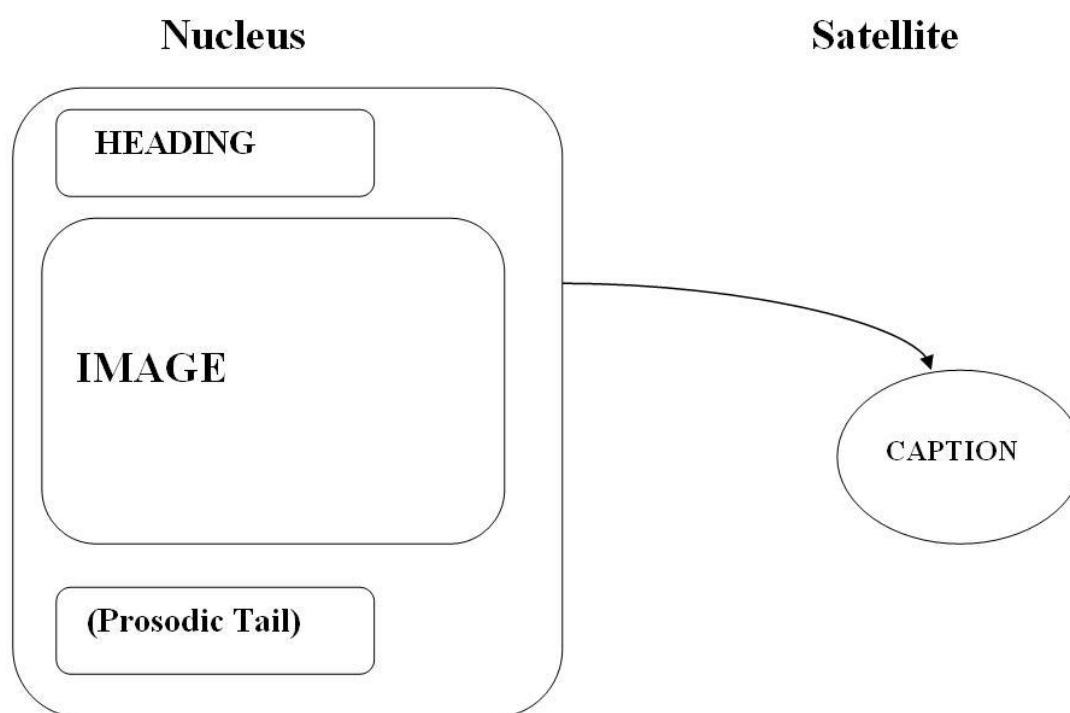 Nucleus
Satellite
HEADING
IMAGE
CAPTION
(Prosodic Tail)